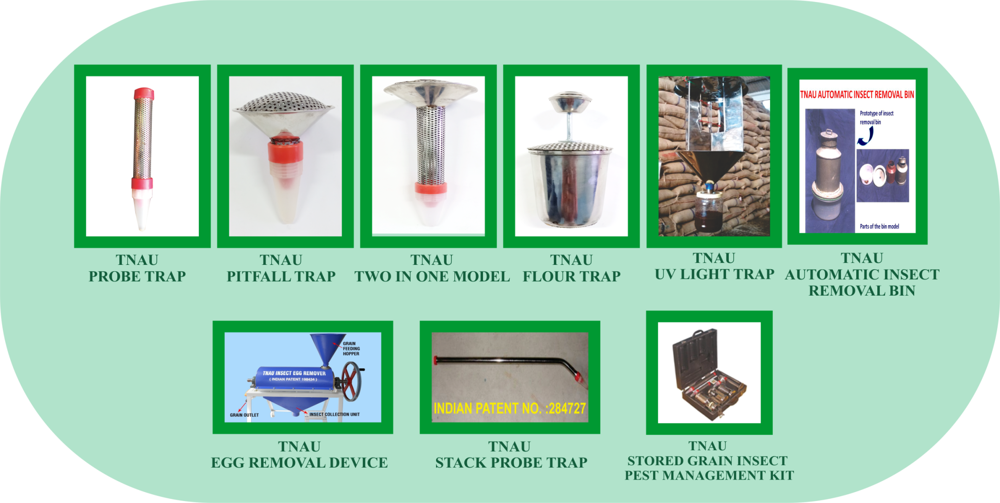 TNAU AUTOMATIC INSECT REMOVAL BIN
Prototype of insect
removal bin
Parts of the bin model
TNAU
PROBE TRAP
TNAU
PITFALL TRAP
TNAU
TWO IN ONE MODEL
TNAU
FLOUR TRAP
TNAU
UV LIGHT TRAP
TNAU
AUTOMATIC INSECT
REMOVAL BIN
GRAIN
FEEDING
HOPPER
TNAU INSECT EGG REMOVER
( INDIAN PATENT 198434 )
GRAIN OUTLET
INSECT COLLECTION UNIT
INDIAN PATENT NO. :284727
TNAU
EGG REMOVAL DEVICE
TNAU
STACK PROBE TRAP
TNAU
STORED GRAIN INSECT
PEST MANAGEMENT KIT